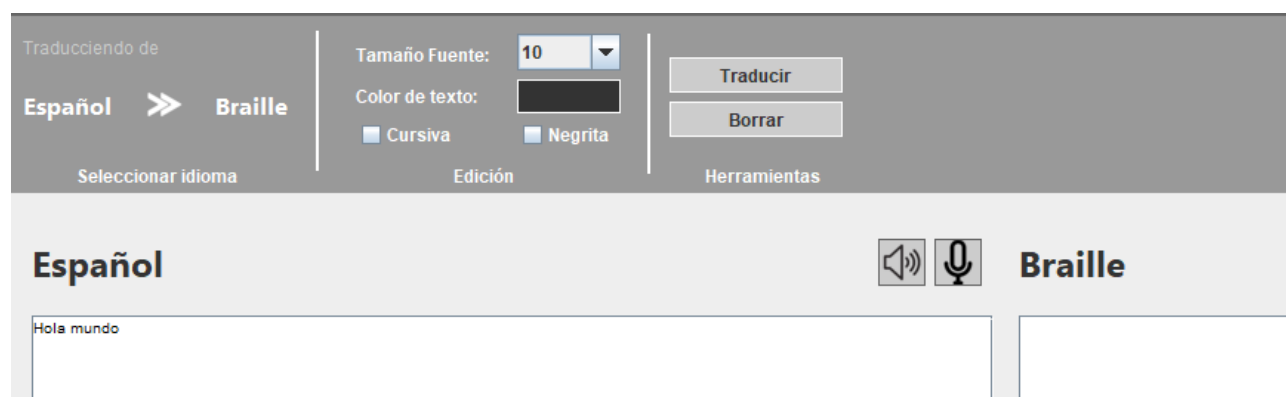 Traducciendo de
Español
Braille
Seleccionar idioma
Tamaño Fuente:
10
Color de texto:
Cursiva
Negrita
Edición
Traducir
Borrar
Herramientas
Español
Braille
Hola mundo